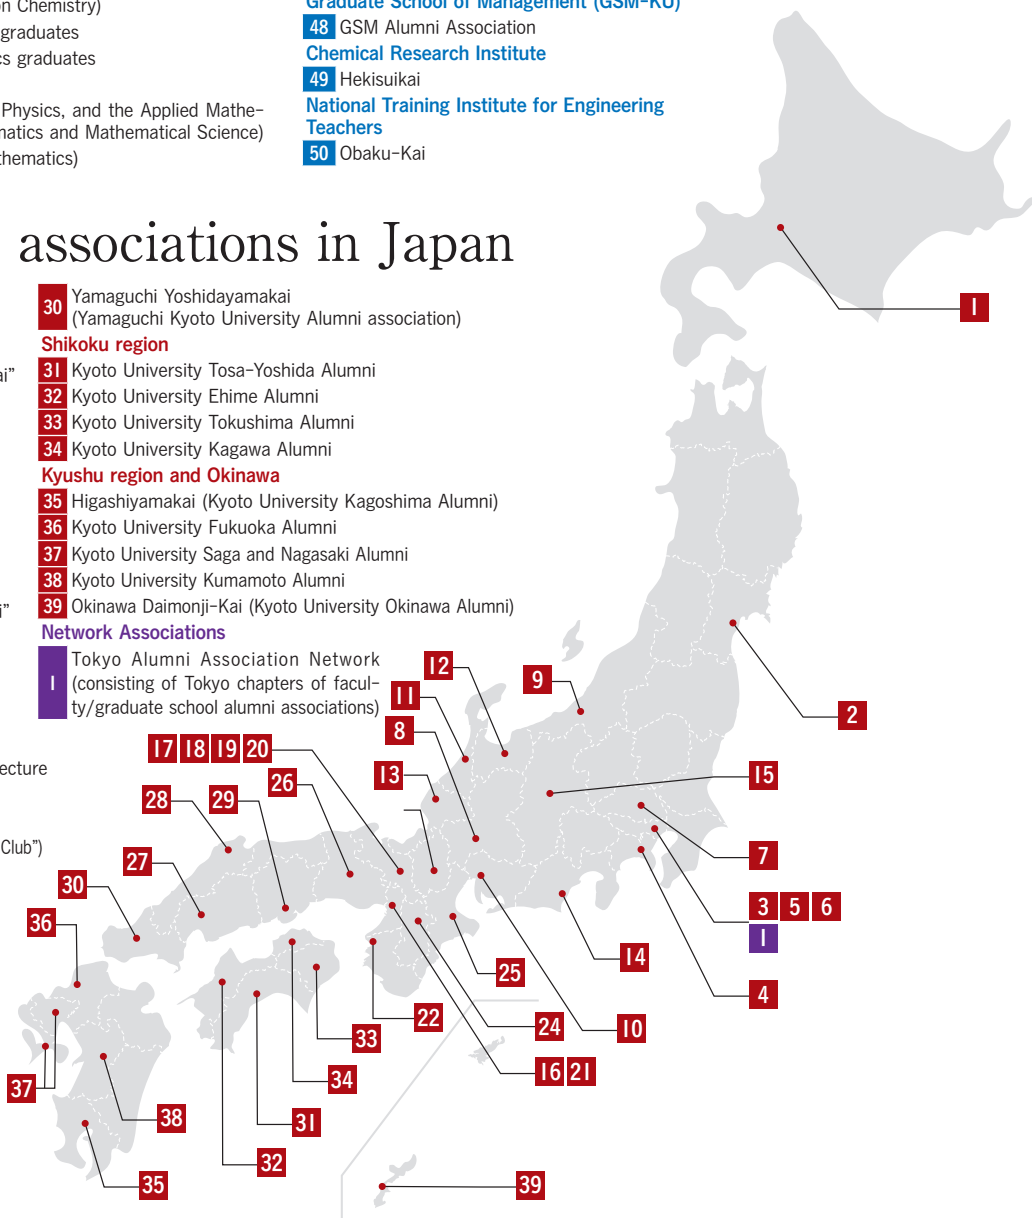 on Chemistry)
graduates
cs graduates
Physics, and the Applied Mathe-
matics and Mathematical Science)
thematics)
Graduate School of Management (GSM-KU)
48 GSM Alumni Association
Chemical Research Institute
49 Hekisuikai
National Training Institute for Engineering
Teachers
50 Obaku-Kai
associations in Japan
ai”
i”
ecture
Club”)
30 Yamaguchi Yoshidayamakai
(Yamaguchi Kyoto University Alumni association)
Shikoku region
31 Kyoto University Tosa-Yoshida Alumni
32 Kyoto University Ehime Alumni
33 Kyoto University Tokushima Alumni
34 Kyoto University Kagawa Alumni
Kyushu region and Okinawa
35 Higashiyamakai (Kyoto University Kagoshima Alumni)
36 Kyoto University Fukuoka Alumni
37 Kyoto University Saga and Nagasaki Alumni
38 Kyoto University Kumamoto Alumni
39 Okinawa Daimonji-Kai (Kyoto University Okinawa Alumni)
Network Associations
1 Tokyo Alumni Association Network
(consisting of Tokyo chapters of facul-
ty/graduate school alumni associations)
1
12
9
11
2
8
17 18 19 20
13
15
26
28
29
7
27
30
3 5 6
36
1
14
25
4
22
24
10
33
16 21
34
37
38
31
32
35
39